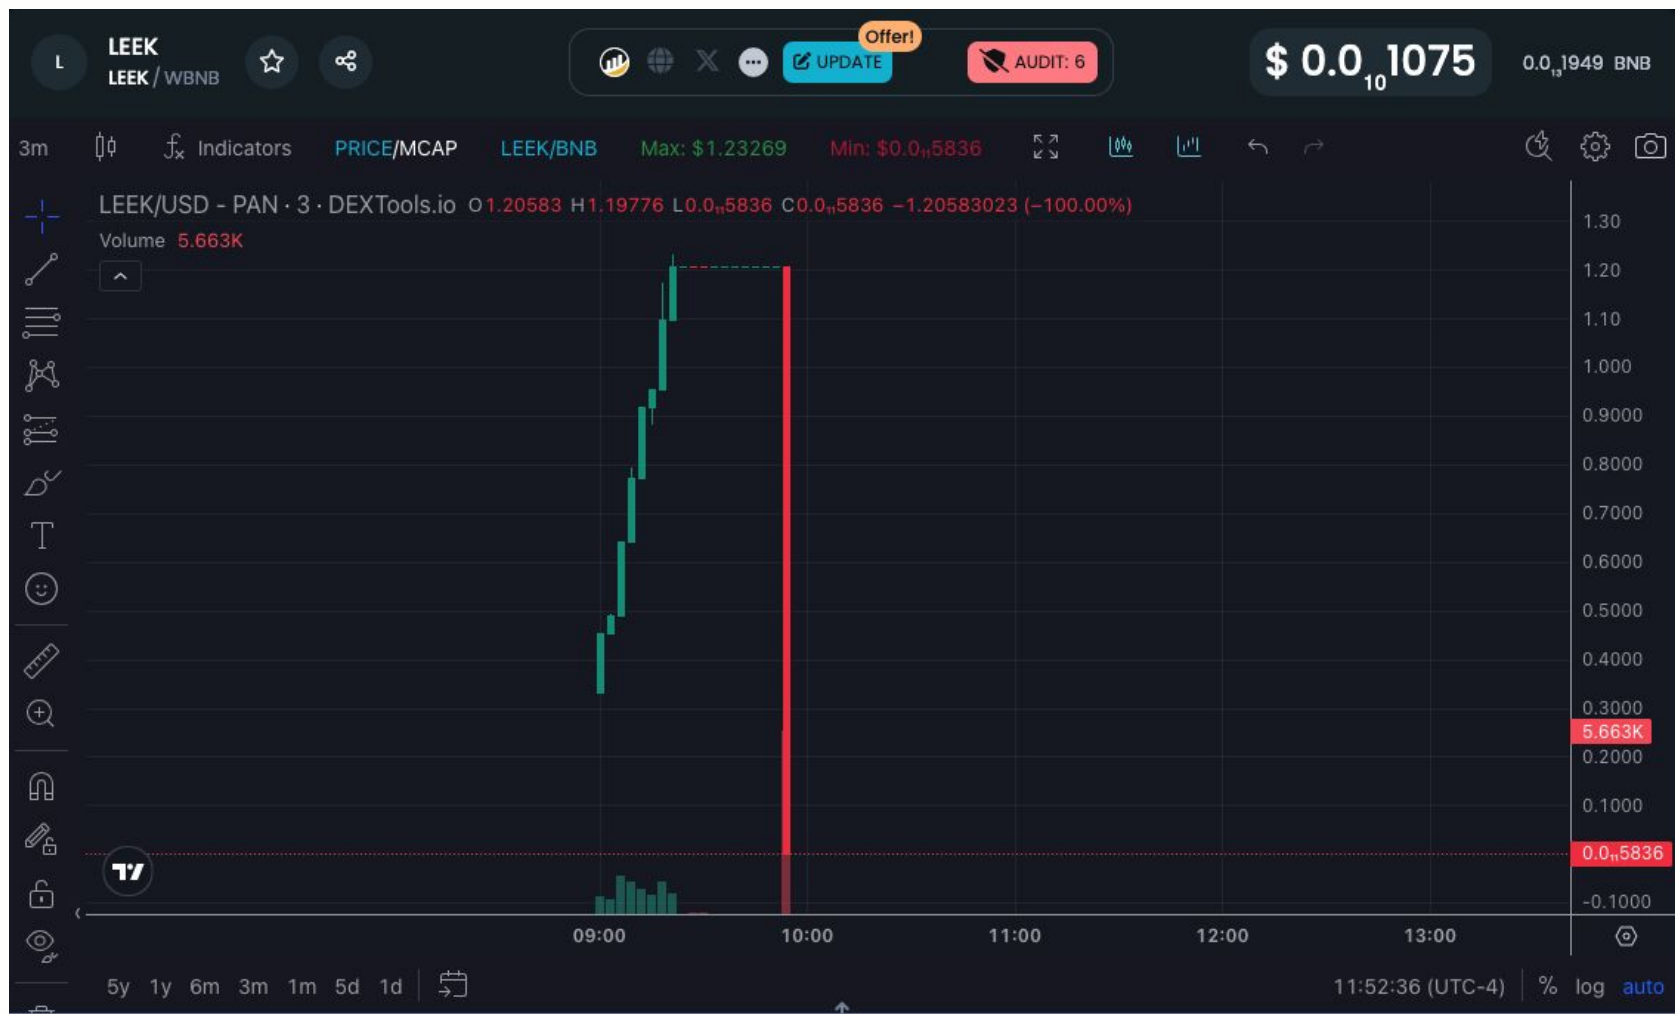 L
LEEK
LEEK / WBNB
Offer!
UPDATE
AUDIT: 6
$ 0.0₁₀1075
0.0₁₃1949 BNB
3m
Indicators
PRICE/MCAP
LEEK/BNB
Max: $1.23269
Min: $0.0₁₁5836
LEEK/USD - PAN · 3 · DEXTools.io O1.20583 H1.19776 L0.0₁₁5836 C0.0₁₁5836 −1.20583023 (−100.00%)
Volume 5.663K
1.30
1.20
1.10
1.000
0.9000
0.8000
0.7000
0.6000
0.5000
0.4000
0.3000
5.663K
0.2000
0.1000
0.0₁₁5836
-0.1000
09:00
10:00
11:00
12:00
13:00
5y 1y 6m 3m 1m 5d 1d
11:52:36 (UTC-4)
% log auto